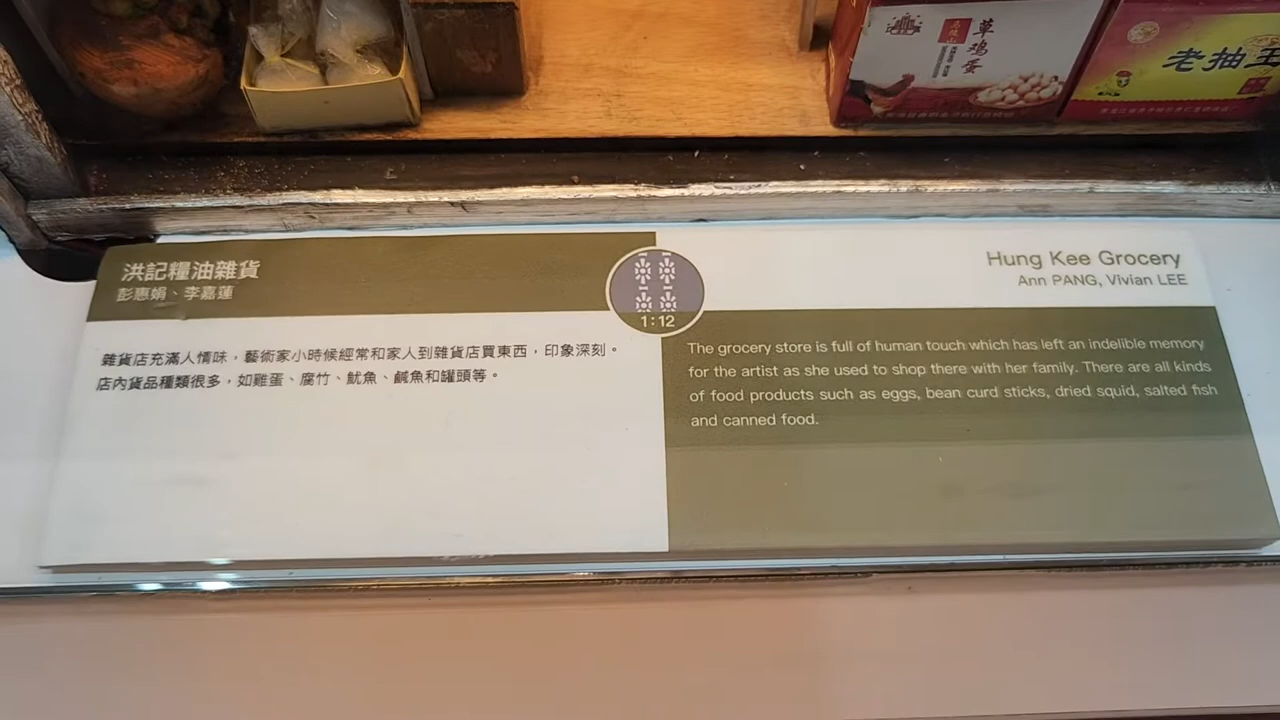 草鸡蛋
老抽王
洪記糧油雜貨
彭惠娟、李嘉蓮
雜貨店充滿人情味，藝術家小時候經常和家人到雜貨店買東西，印象深刻。
店內貨品種類很多，如雞蛋、腐竹、魷魚、鹹魚和罐頭等。
1:12
Hung Kee Grocery
Ann PANG, Vivian LEE
The grocery store is full of human touch which has left an indelible memory
for the artist as she used to shop there with her family. There are all kinds
of food products such as eggs, bean curd sticks, dried squid, salted fish
and canned food.